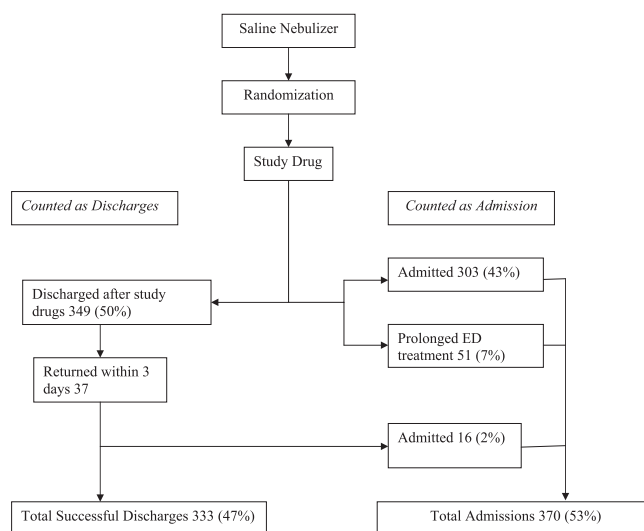 Saline Nebulizer
Randomization
Study Drug
Counted as Discharges
Counted as Admission
Admitted 303 (43%)
Discharged after study
drugs 349 (50%)
Prolonged ED
treatment 51 (7%)
Returned within 3
days 37
Admitted 16 (2%)
Total Successful Discharges 333 (47%)
Total Admissions 370 (53%)